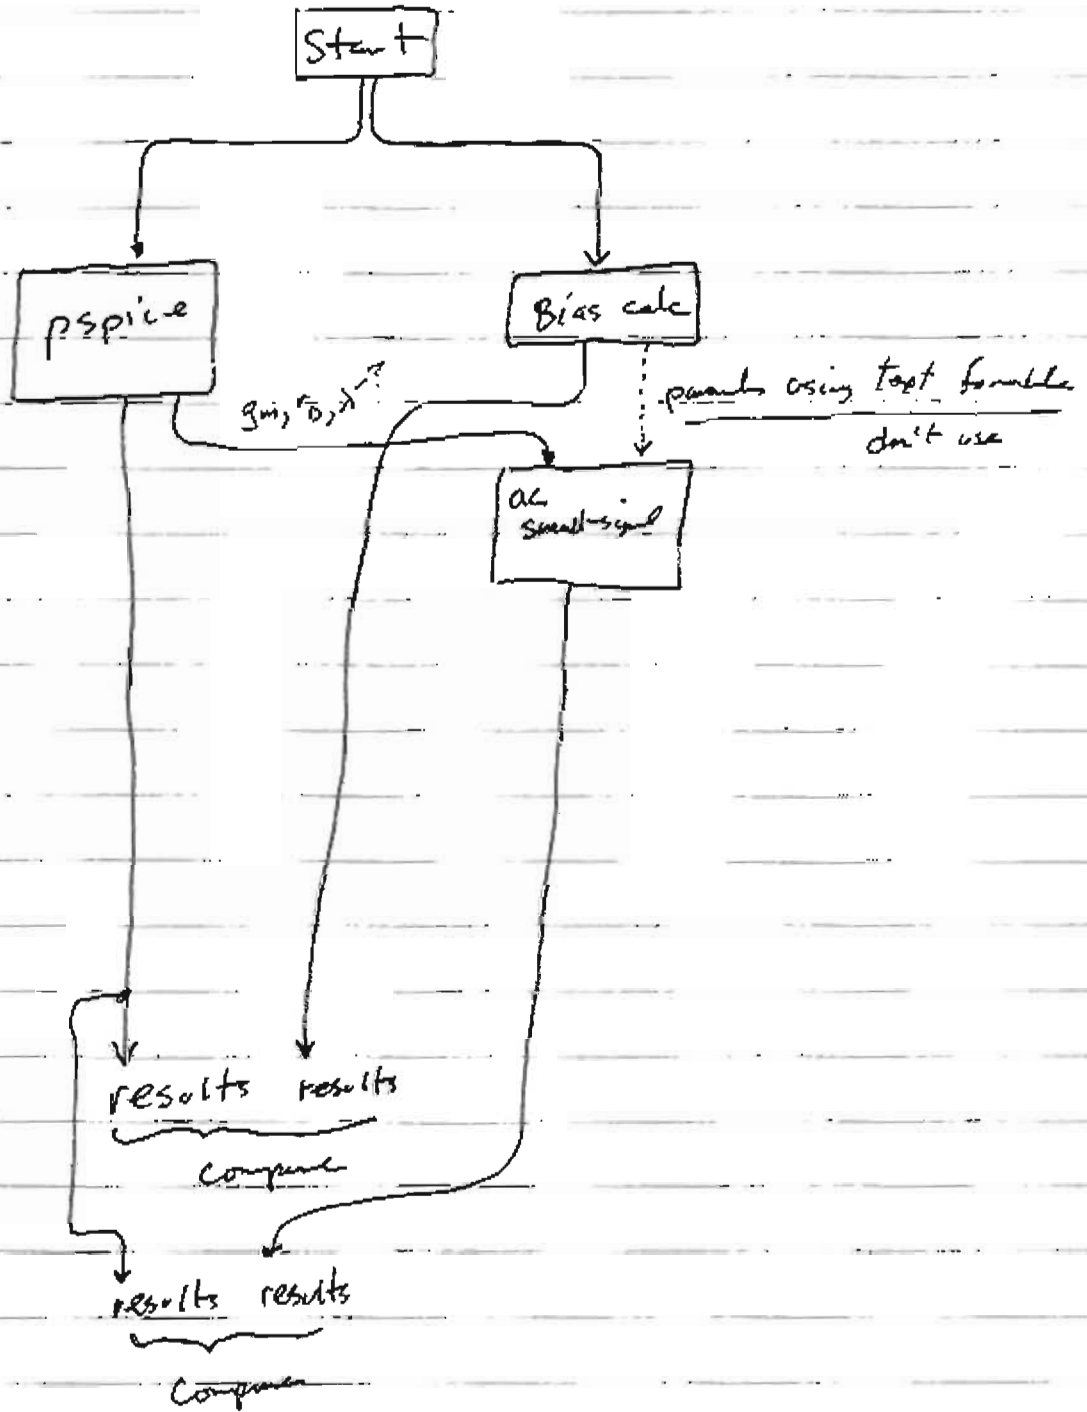 Start
pspice
Bias calc
gm, ro, λ
params using text formulas
don't use
ac
small-signal
results results
compare
results results
compare